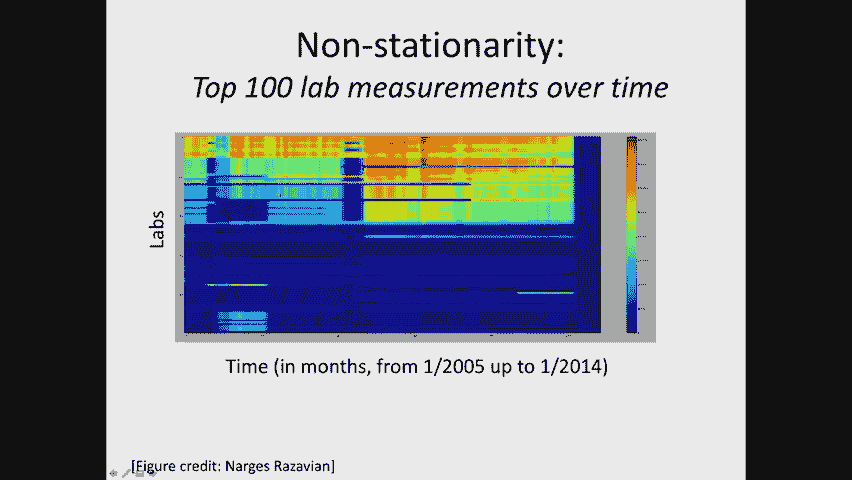 Non-stationarity:
Top 100 lab measurements over time
Labs
Time (in months, from 1/2005 up to 1/2014)
[Figure credit: Narges Razavian]